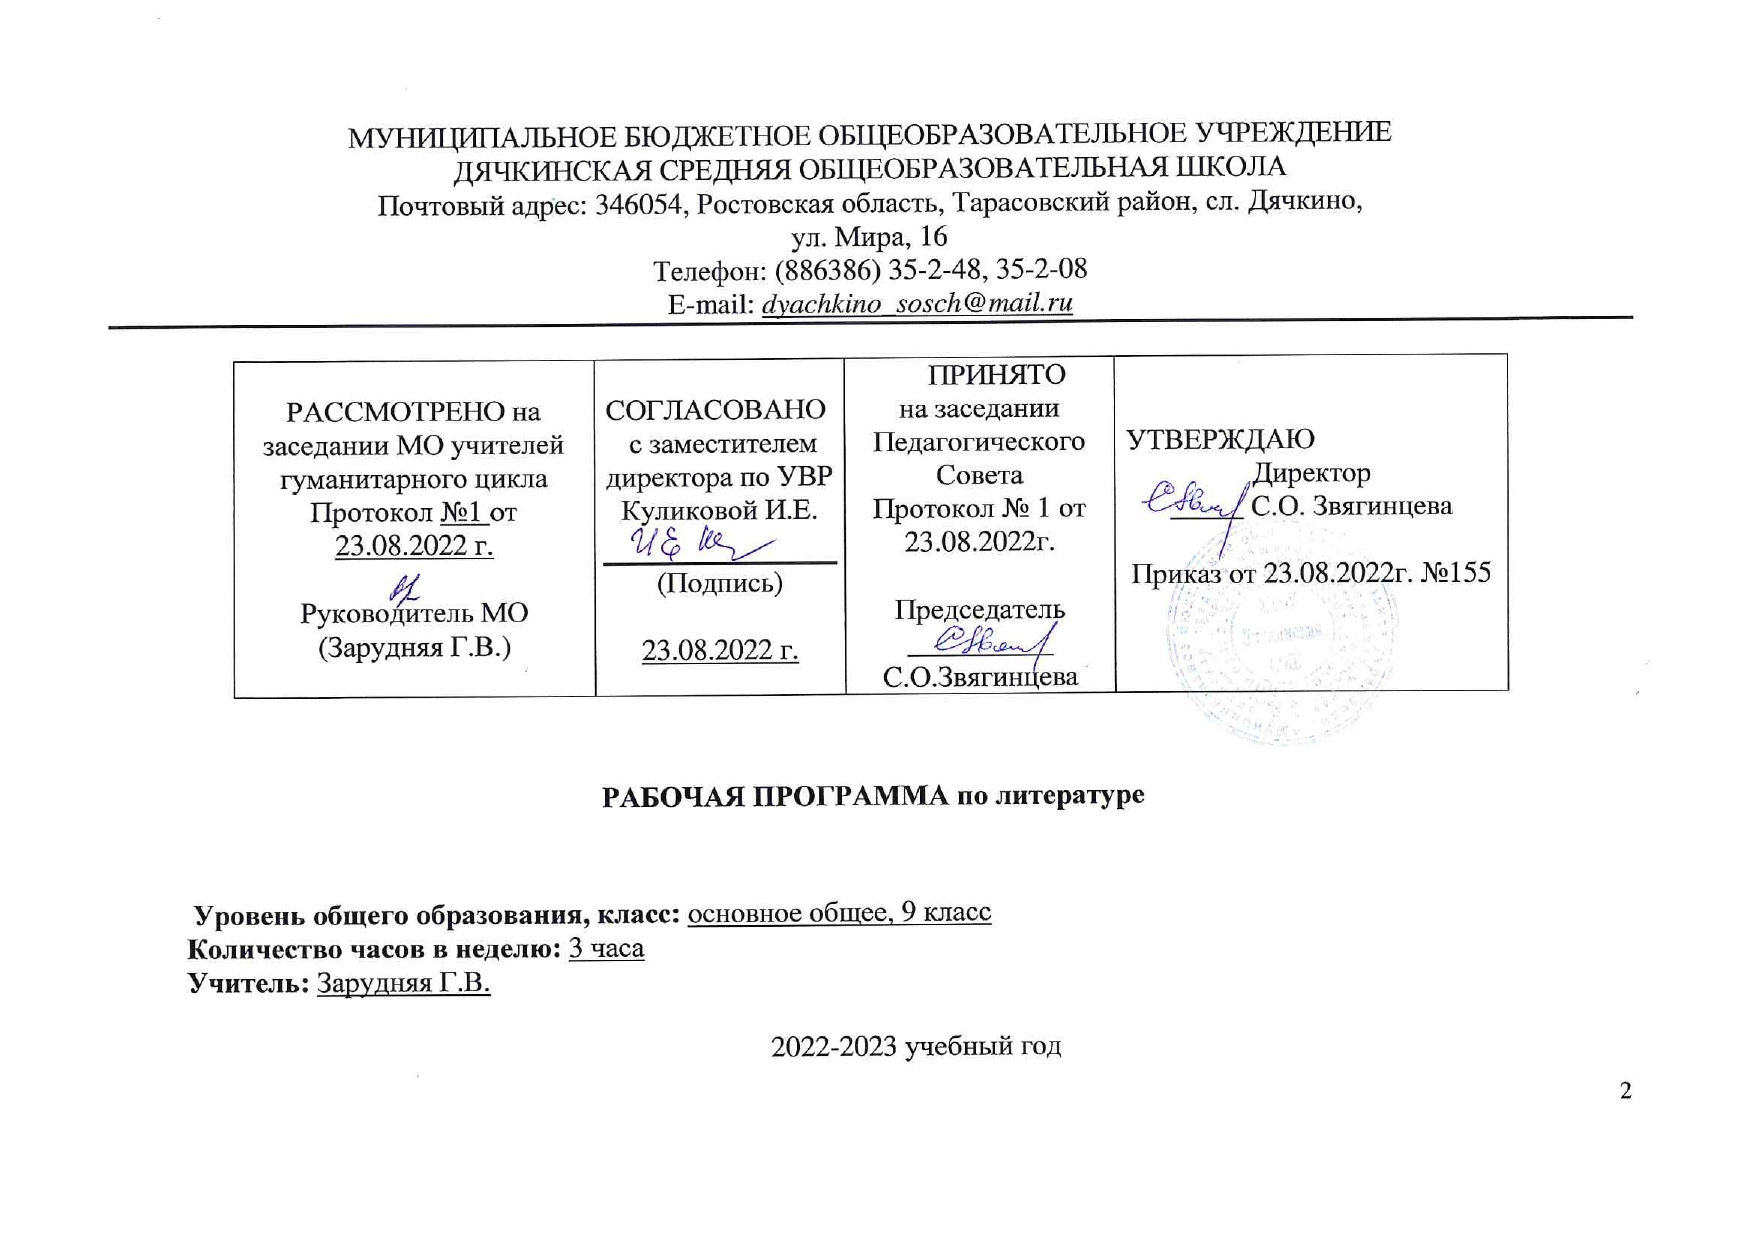 МУНИЦИПАЛЬНОЕ БЮДЖЕТНОЕ ОБЩЕОБРАЗОВАТЕЛЬНОЕ УЧРЕЖДЕНИЕ
ДЯЧКИНСКАЯ СРЕДНЯЯ ОБЩЕОБРАЗОВАТЕЛЬНАЯ ШКОЛА
Почтовый адрес: 346054, Ростовская область, Тарасовский район, сл. Дячкино,
ул. Мира, 16
Телефон: (886386) 35-2-48, 35-2-08
E-mail: dyachkino_sosch@mail.ru
РАССМОТРЕНО на
заседании МО учителей
гуманитарного цикла
Протокол №1 от
23.08.2022 г.
Руководитель МО
(Зарудняя Г.В.)
СОГЛАСОВАНО
с заместителем
директора по УВР
Куликовой И.Е.
(Подпись)
23.08.2022 г.
ПРИНЯТО
на заседании
Педагогического
Совета
Протокол № 1 от
23.08.2022г.
Председатель
С.О.Звягинцева
УТВЕРЖДАЮ
Директор
С.О. Звягинцева
Приказ от 23.08.2022г. №155
РАБОЧАЯ ПРОГРАММА по литературе
Уровень общего образования, класс: основное общее, 9 класс
Количество часов в неделю: 3 часа
Учитель: Зарудняя Г.В.
2022-2023 учебный год
2